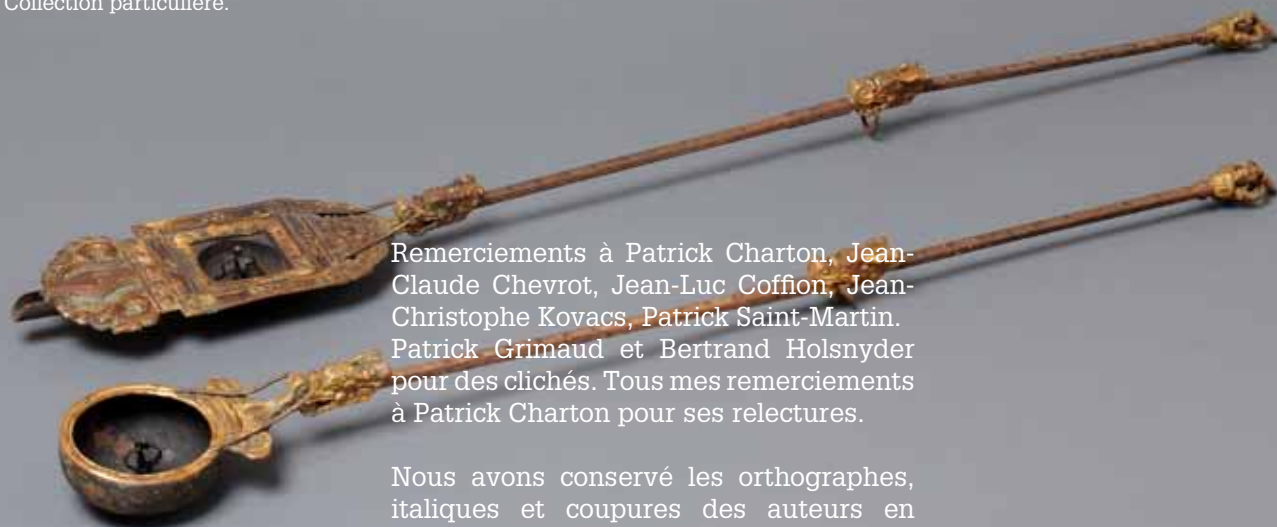 Collection particulière.
Remerciements à Patrick Charton, Jean-
Claude Chevrot, Jean-Luc Coffion, Jean-
Christophe Kovacs, Patrick Saint-Martin.
Patrick Grimaud et Bertrand Holsnyder
pour des clichés. Tous mes remerciements
à Patrick Charton pour ses relectures.

Nous avons conservé les orthographes,
italiques et coupures des auteurs en